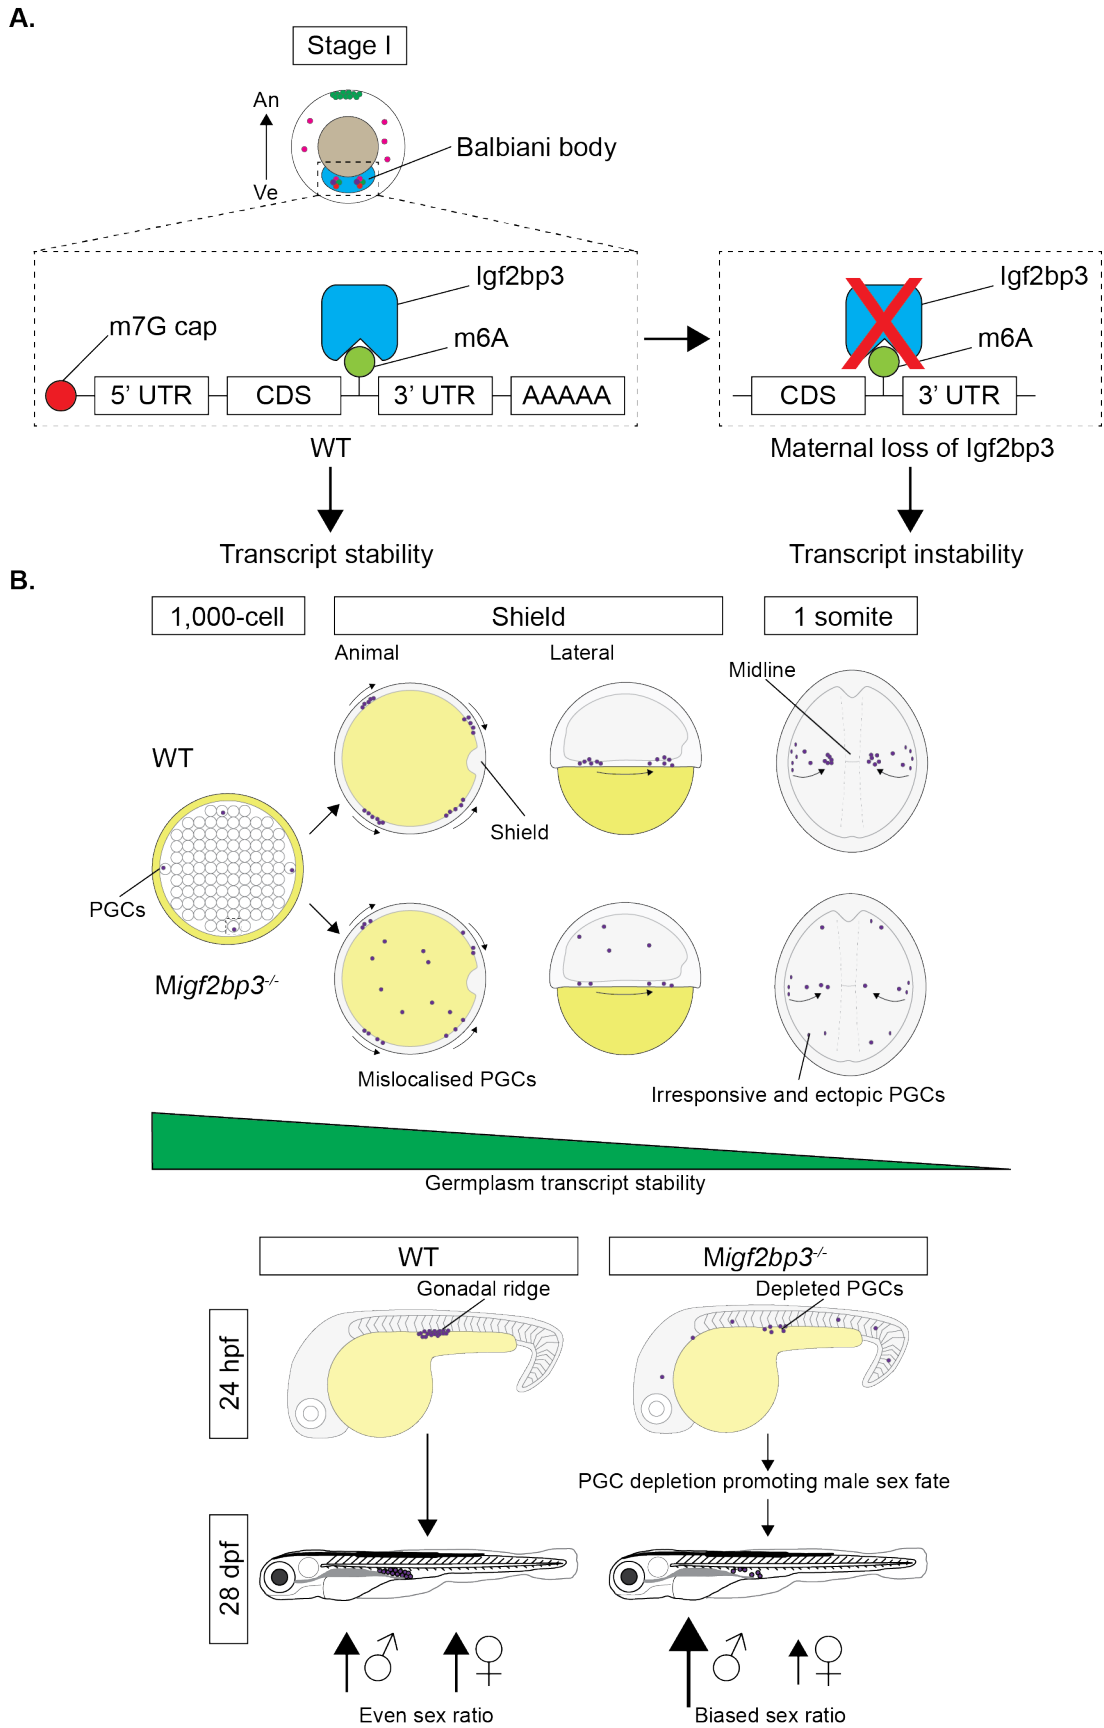 A.
Stage I
An
Ve
Balbiani body
Igf2bp3
m7G cap
m6A
5’ UTR
CDS
3’ UTR
AAAAA
Igf2bp3
m6A
CDS
3’ UTR
WT
Maternal loss of Igf2bp3
Transcript stability
Transcript instability
B.
1,000-cell
Shield
1 somite
Animal
Lateral
Midline
WT
Shield
PGCs
Migf2bp3-/-
Mislocalised PGCs
Irresponsive and ectopic PGCs
Germplasm transcript stability
WT
Migf2bp3-/-
Gonadal ridge
Depleted PGCs
24 hpf
PGC depletion promoting male sex fate
28 dpf
♂
♀
♂
♀
Even sex ratio
Biased sex ratio